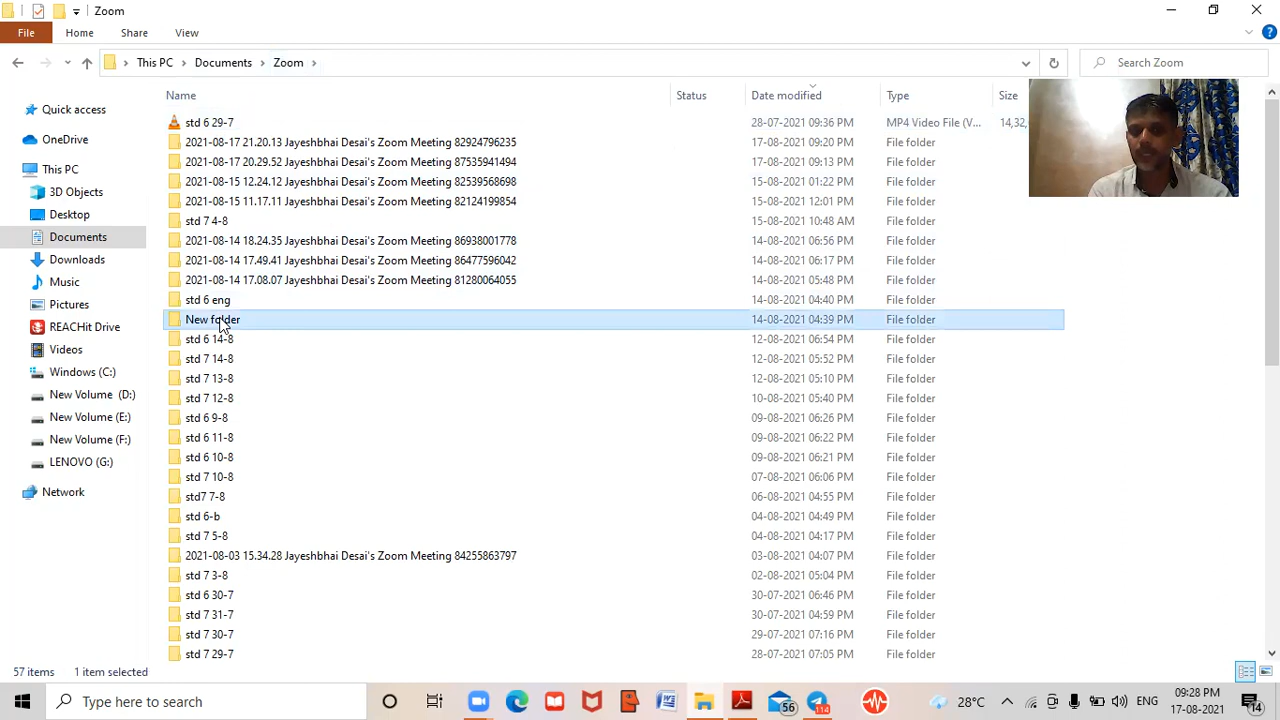 Zoom
File Home Share View
This PC Documents Zoom Search Zoom
Name Status Date modified Type Size
Quick access
OneDrive
This PC
3D Objects
Desktop
Documents
Downloads
Music
Pictures
REACHit Drive
Videos
Windows (C:)
New Volume (D:)
New Volume (E:)
New Volume (F:)
LENOVO (G:)
Network
std 6 29-7 28-07-2021 09:36 PM MP4 Video File (V... 14,32,
2021-08-17 21.20.13 Jayeshbhai Desai's Zoom Meeting 82924796235 17-08-2021 09:20 PM File folder
2021-08-17 20.29.52 Jayeshbhai Desai's Zoom Meeting 87535941494 17-08-2021 09:13 PM File folder
2021-08-15 12.24.12 Jayeshbhai Desai's Zoom Meeting 82539568698 15-08-2021 01:22 PM File folder
2021-08-15 11.17.11 Jayeshbhai Desai's Zoom Meeting 82124199854 15-08-2021 12:01 PM File folder
std 7 4-8 15-08-2021 10:48 AM File folder
2021-08-14 18.24.35 Jayeshbhai Desai's Zoom Meeting 86938001778 14-08-2021 06:56 PM File folder
2021-08-14 17.49.41 Jayeshbhai Desai's Zoom Meeting 86477596042 14-08-2021 06:17 PM File folder
2021-08-14 17.08.07 Jayeshbhai Desai's Zoom Meeting 81280064055 14-08-2021 05:48 PM File folder
std 6 eng 14-08-2021 04:40 PM File folder
New folder 14-08-2021 04:39 PM File folder
std 6 14-8 12-08-2021 06:54 PM File folder
std 7 14-8 12-08-2021 05:52 PM File folder
std 7 13-8 12-08-2021 05:10 PM File folder
std 7 12-8 10-08-2021 05:40 PM File folder
std 6 9-8 09-08-2021 06:26 PM File folder
std 6 11-8 09-08-2021 06:22 PM File folder
std 6 10-8 09-08-2021 06:21 PM File folder
std 7 10-8 07-08-2021 06:06 PM File folder
std7 7-8 06-08-2021 04:55 PM File folder
std 6-b 04-08-2021 04:49 PM File folder
std 7 5-8 04-08-2021 04:17 PM File folder
2021-08-03 15.34.28 Jayeshbhai Desai's Zoom Meeting 84255863797 03-08-2021 04:07 PM File folder
std 7 3-8 02-08-2021 05:04 PM File folder
std 6 30-7 30-07-2021 06:46 PM File folder
std 7 31-7 30-07-2021 04:59 PM File folder
std 7 30-7 29-07-2021 07:16 PM File folder
std 7 29-7 28-07-2021 07:05 PM File folder
57 items 1 item selected
Type here to search 56 114 28°C ENG 09:28 PM
17-08-2021 14